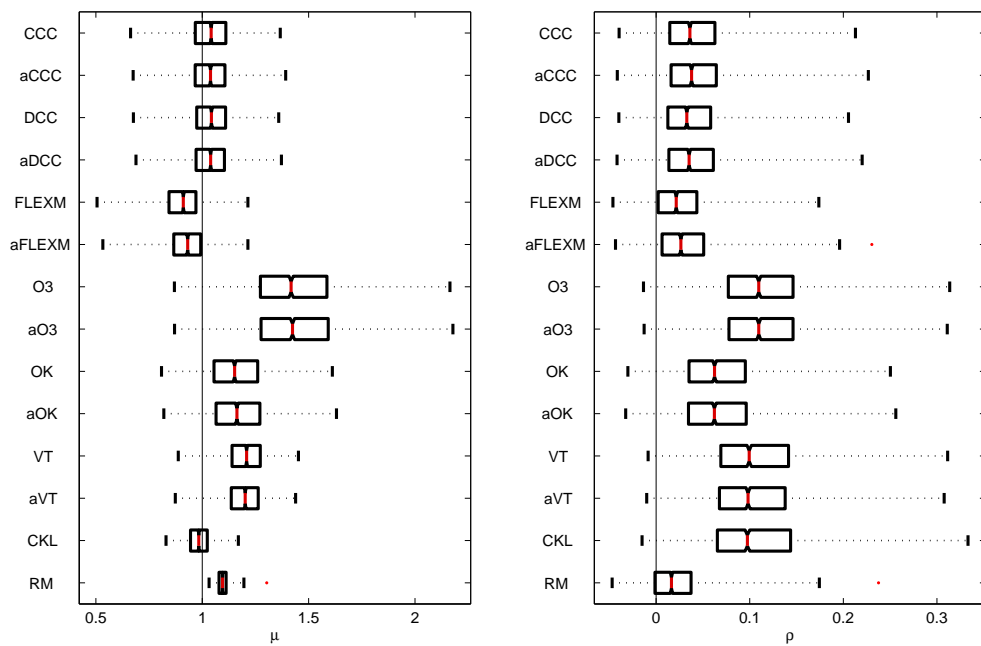 CCC
aCCC
DCC
aDCC
FLEXM
aFLEXM
O3
aO3
OK
aOK
VT
aVT
CKL
RM
0.5 1 1.5 2
μ
CCC
aCCC
DCC
aDCC
FLEXM
aFLEXM
O3
aO3
OK
aOK
VT
aVT
CKL
RM
0 0.1 0.2 0.3
ρ